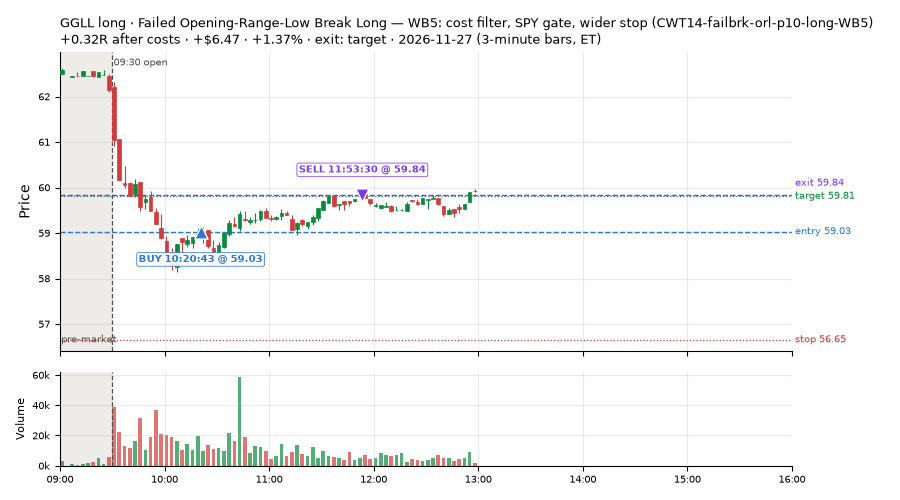 GGLL long · Failed Opening-Range-Low Break Long — WB5: cost filter, SPY gate, wider stop (CWT14-failbrk-orl-p10-long-WB5)
+0.32R after costs · +$6.47 · +1.37% · exit: target · 2026-11-27 (3-minute bars, ET)
09:30 open
62
61
60
59
58
57
Price
SELL 11:53:30 @ 59.84
exit 59.84
target 59.81
entry 59.03
BUY 10:20:43 @ 59.03
pre-market
stop 56.65
60k
40k
20k
0k
Volume
09:00
10:00
11:00
12:00
13:00
14:00
15:00
16:00